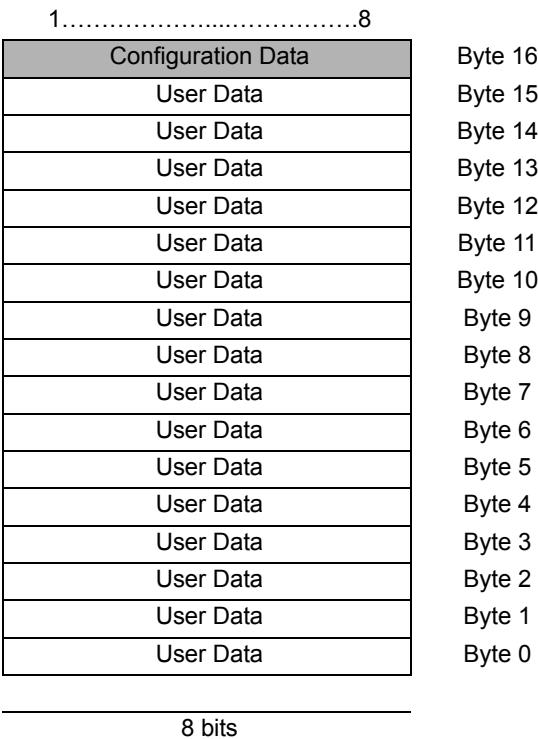 1………………....…………….8
Configuration Data Byte 16
User Data Byte 15
User Data Byte 14
User Data Byte 13
User Data Byte 12
User Data Byte 11
User Data Byte 10
User Data Byte 9
User Data Byte 8
User Data Byte 7
User Data Byte 6
User Data Byte 5
User Data Byte 4
User Data Byte 3
User Data Byte 2
User Data Byte 1
User Data Byte 0
8 bits